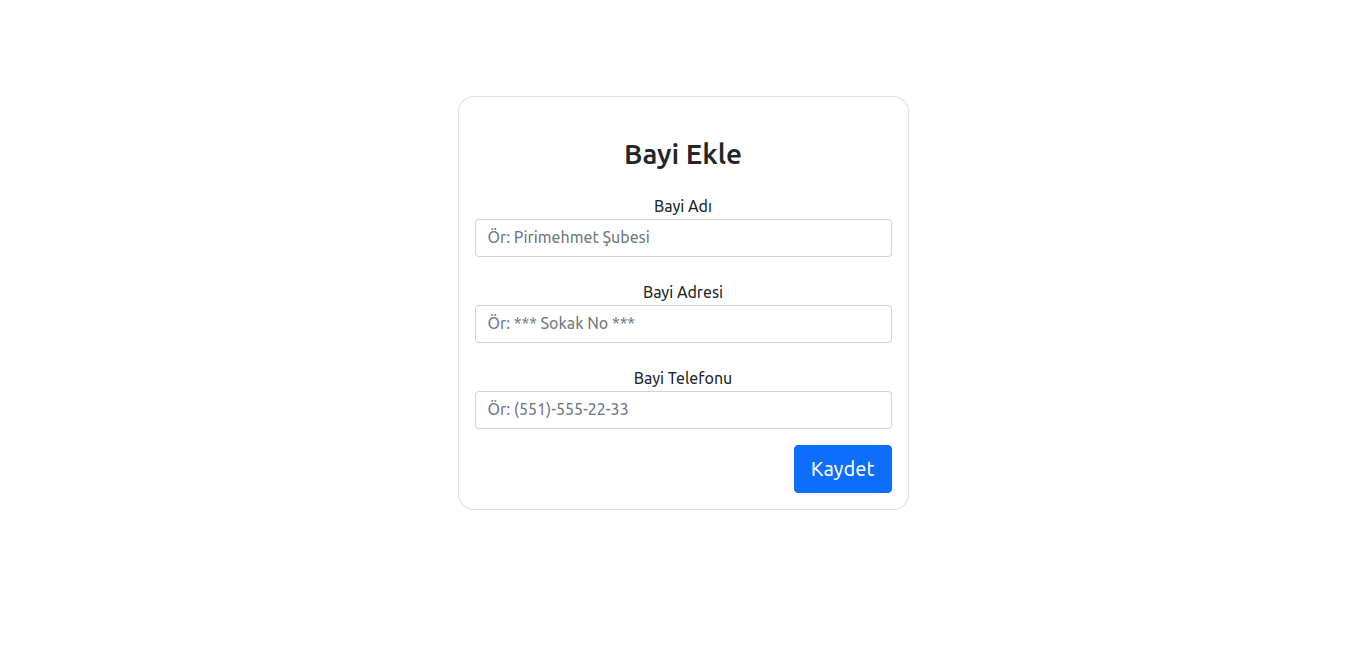 Bayi Ekle
Bayi Adı
Ör: Pirimehmet Şubesi
Bayi Adresi
Ör: *** Sokak No ***
Bayi Telefonu
Ör: (551)-555-22-33
Kaydet